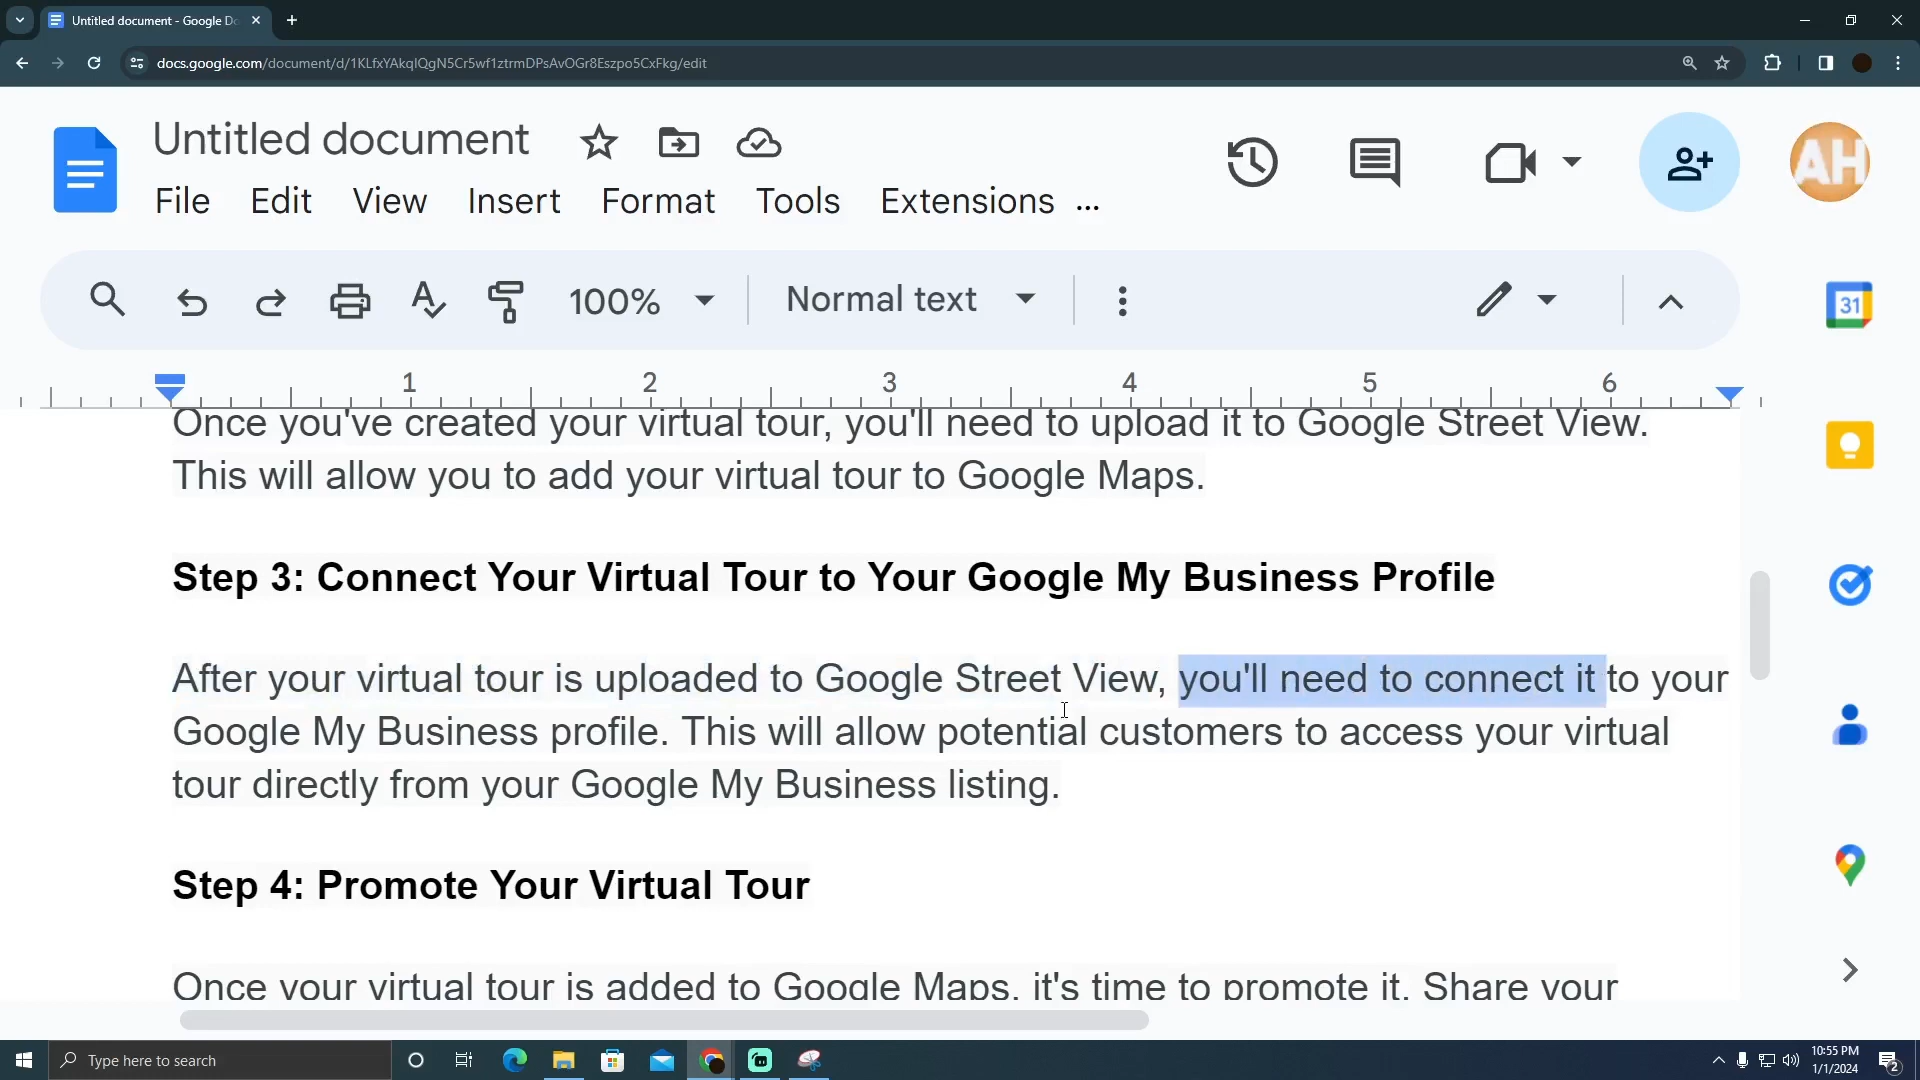 Untitled document - Google Do
docs.google.com/document/d/1KLfxYAkqIQgN5Cr5wf1ztrmDPsAvOGr8Eszpo5CxFkg/edit
Untitled document
File Edit View Insert Format Tools Extensions ...
AH
100% Normal text
31
1 2 3 4 5 6
Once you've created your virtual tour, you'll need to upload it to Google Street View.
This will allow you to add your virtual tour to Google Maps.
Step 3: Connect Your Virtual Tour to Your Google My Business Profile
After your virtual tour is uploaded to Google Street View, you'll need to connect it to your
Google My Business profile. This will allow potential customers to access your virtual
tour directly from your Google My Business listing.
Step 4: Promote Your Virtual Tour
Once your virtual tour is added to Google Maps, it's time to promote it. Share your
Type here to search
10:55 PM
1/1/2024
2